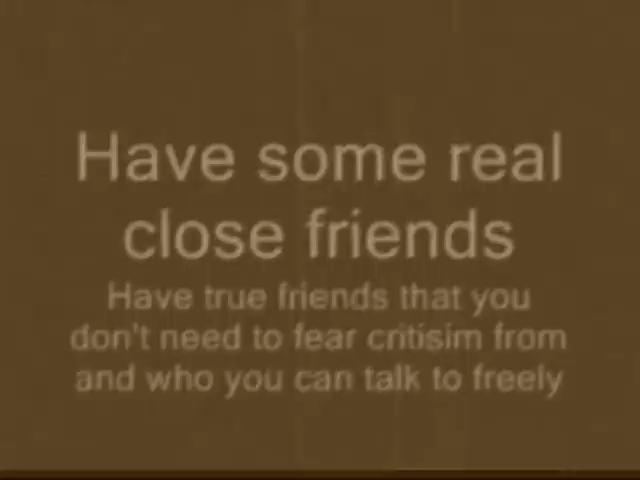 Have some real
close friends
Have true friends that you
don't need to fear critisim from
and who you can talk to freely